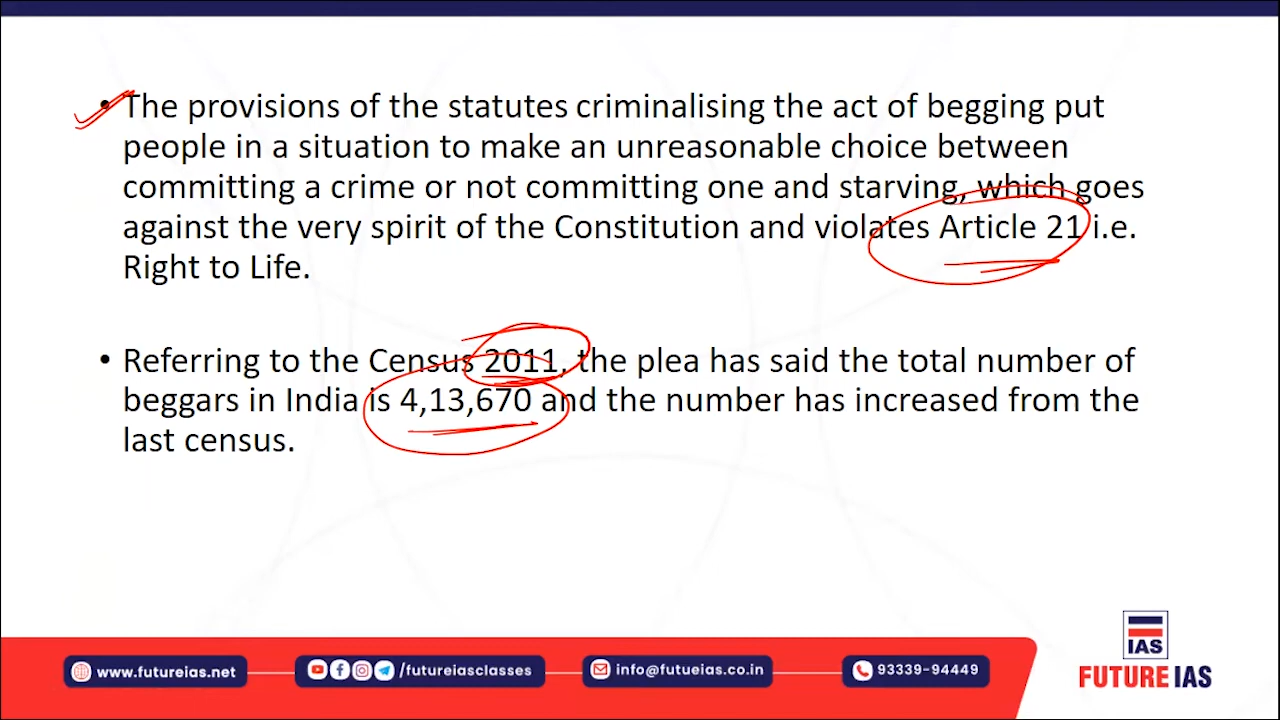 • The provisions of the statutes criminalising the act of begging put
people in a situation to make an unreasonable choice between
committing a crime or not committing one and starving, which goes
against the very spirit of the Constitution and violates Article 21 i.e.
Right to Life.
• Referring to the Census 2011, the plea has said the total number of
beggars in India is 4,13,670 and the number has increased from the
last census.
IAS
www.futureias.net
/futureiasclasses
info@futueias.co.in
93339-94449
FUTURE IAS